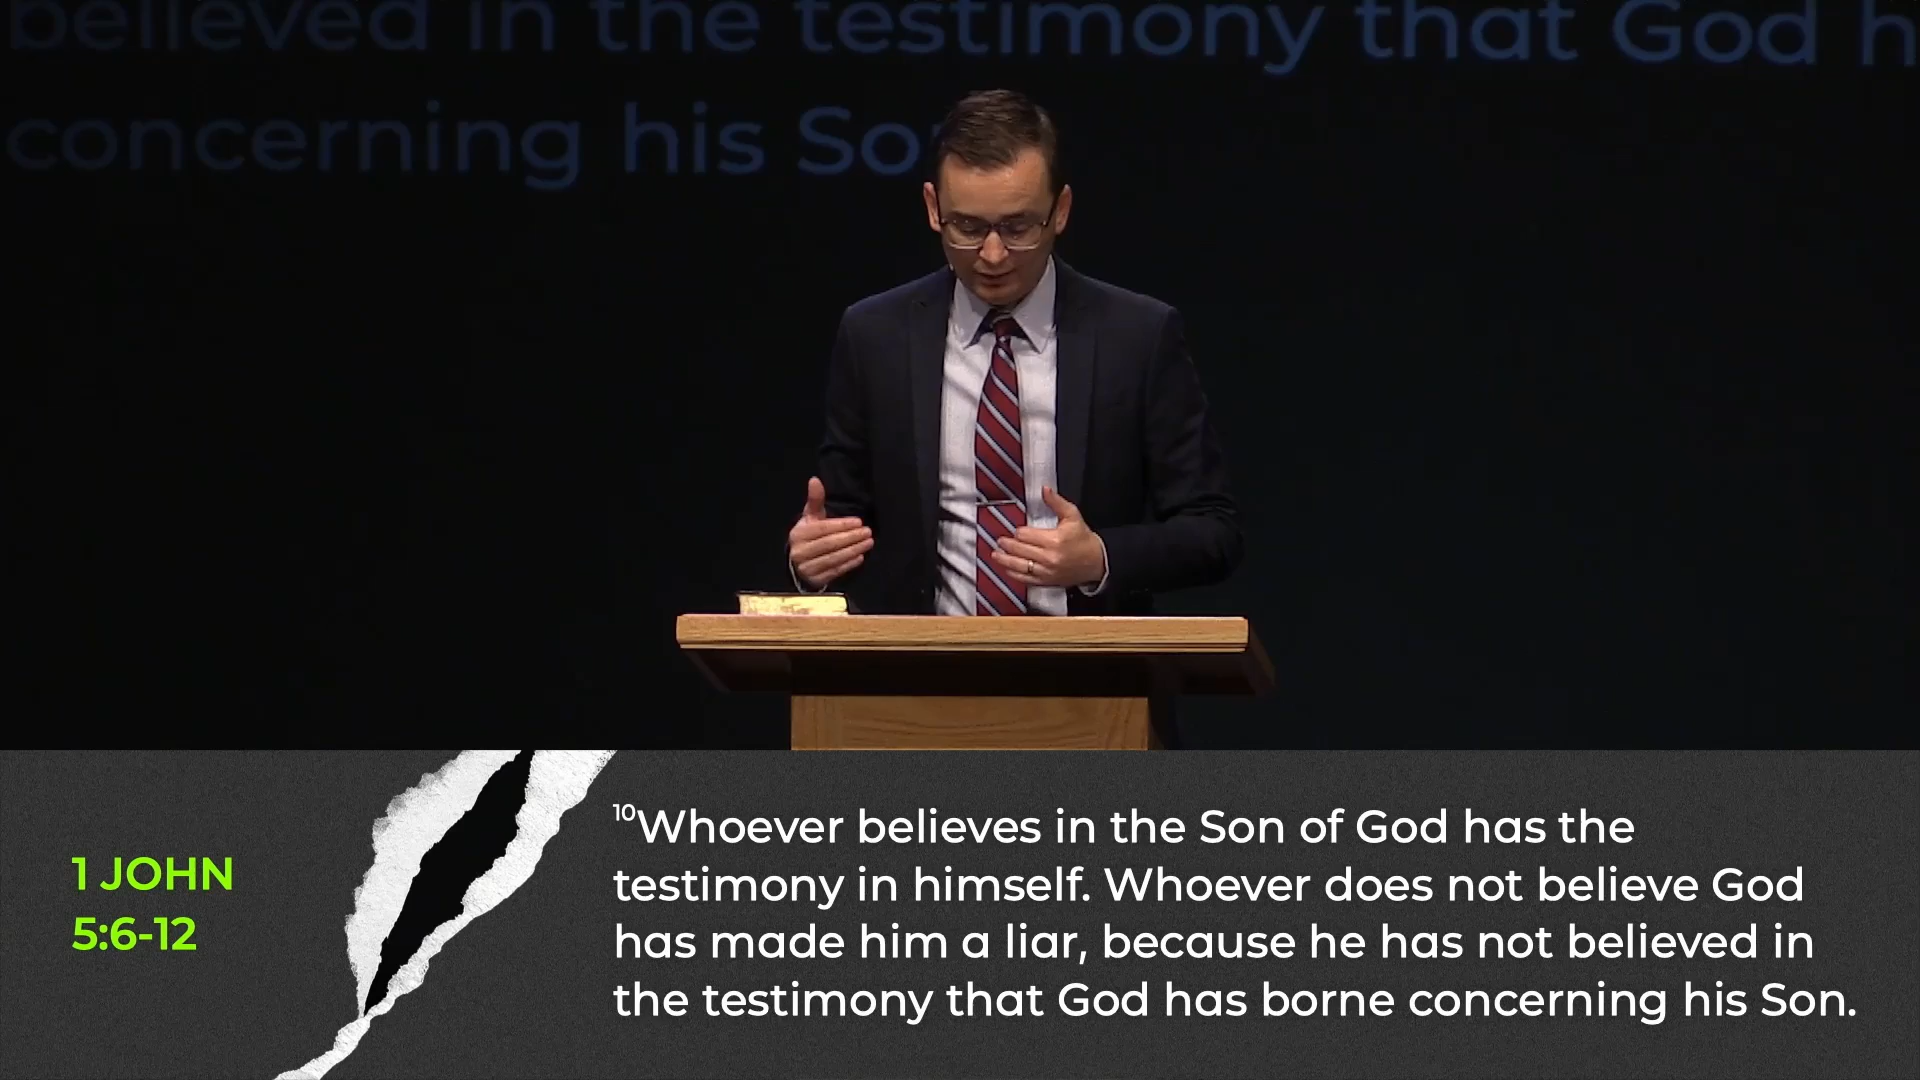 believed in the testimony that God h
concerning his So
1 JOHN
5:6-12
¹⁰Whoever believes in the Son of God has the
testimony in himself. Whoever does not believe God
has made him a liar, because he has not believed in
the testimony that God has borne concerning his Son.